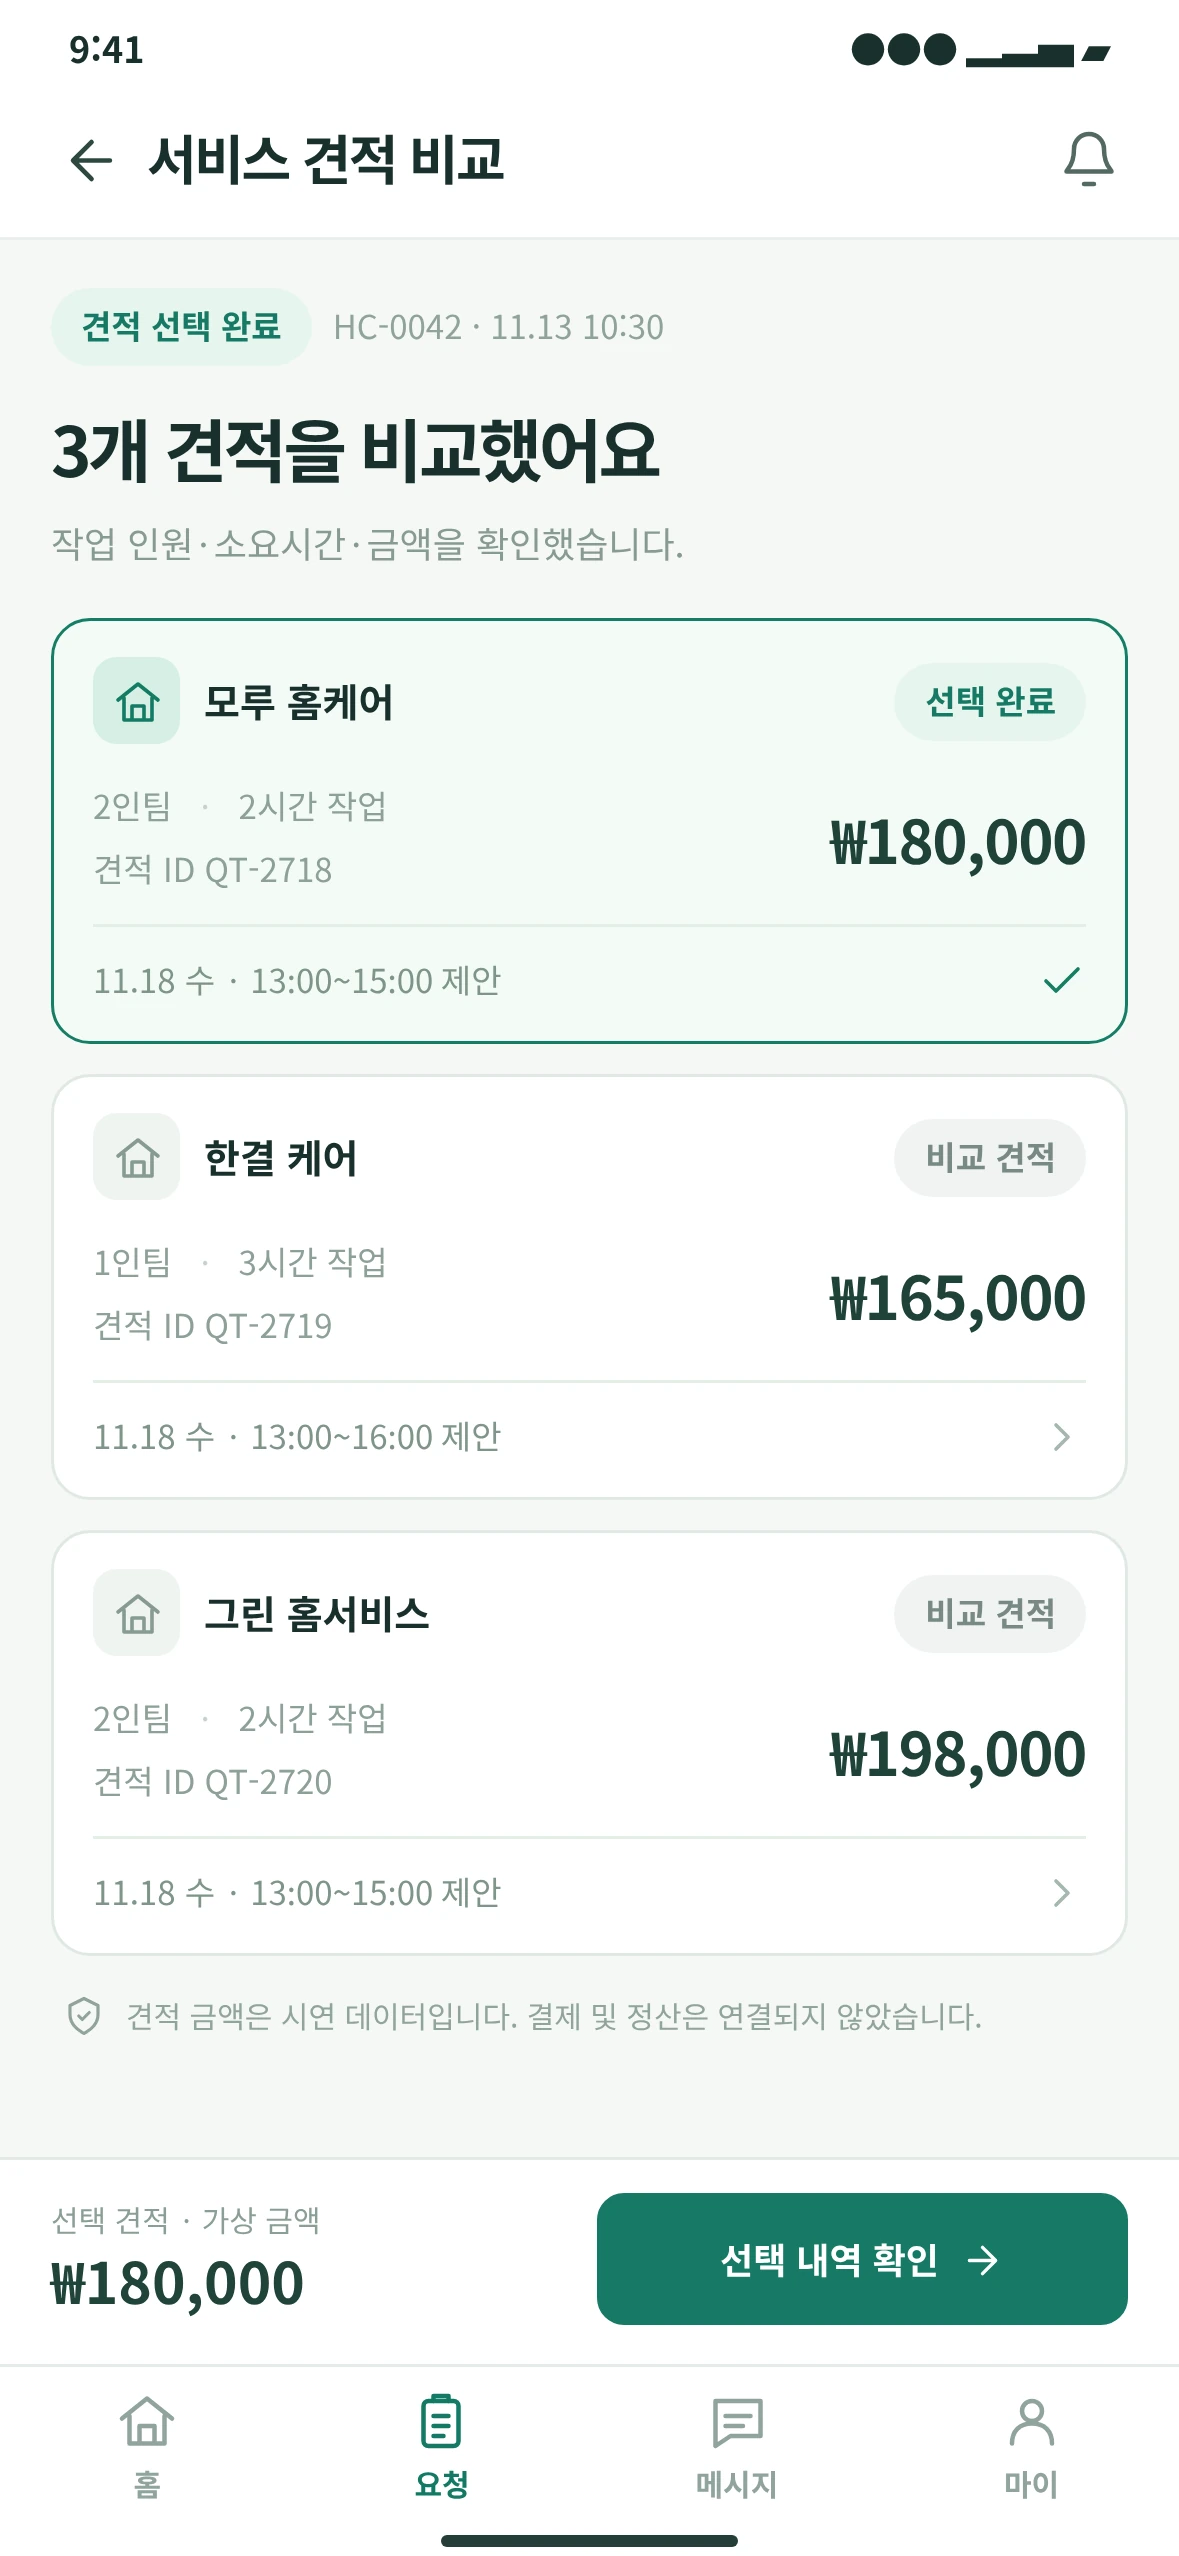 9:41
서비스 견적 비교
견적 선택 완료 HC-0042 · 11.13 10:30
3개 견적을 비교했어요
작업 인원·소요시간·금액을 확인했습니다.
모루 홈케어 선택 완료
2인팀 · 2시간 작업
₩180,000
견적 ID QT-2718
11.18 수 · 13:00~15:00 제안
한결 케어 비교 견적
1인팀 · 3시간 작업
₩165,000
견적 ID QT-2719
11.18 수 · 13:00~16:00 제안
그린 홈서비스 비교 견적
2인팀 · 2시간 작업
₩198,000
견적 ID QT-2720
11.18 수 · 13:00~15:00 제안
견적 금액은 시연 데이터입니다. 결제 및 정산은 연결되지 않았습니다.
선택 견적 · 가상 금액
₩180,000
선택 내역 확인 →
홈 요청 메시지 마이